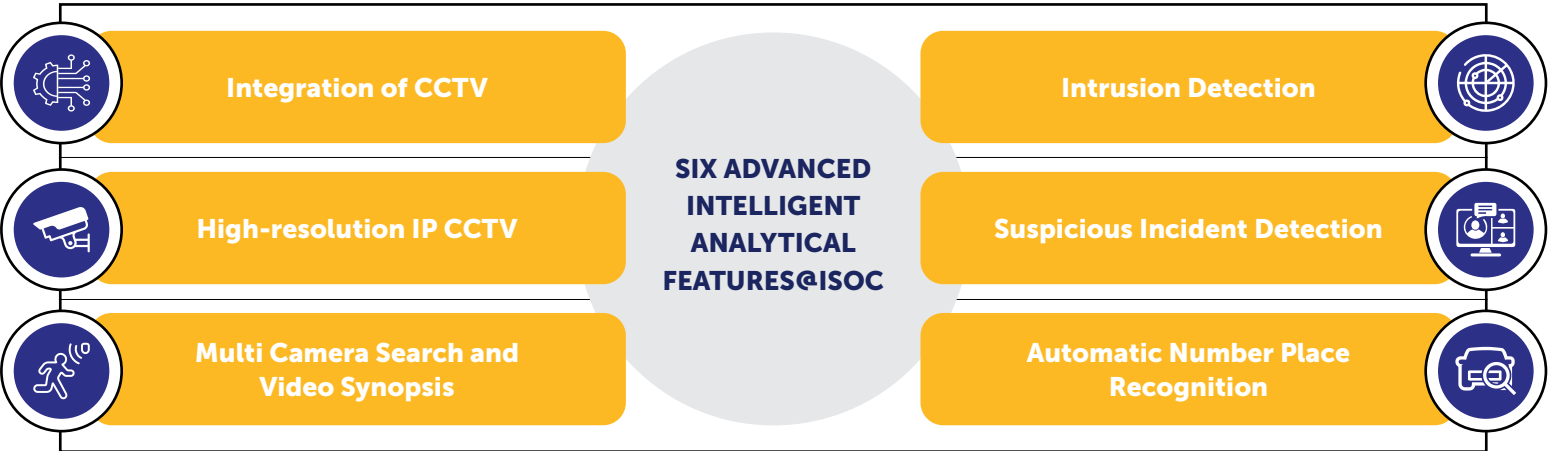 Integration of CCTV
High-resolution IP CCTV
Multi Camera Search and
Video Synopsis
SIX ADVANCED
INTELLIGENT
ANALYTICAL
FEATURES@ISOC
Intrusion Detection
Suspicious Incident Detection
Automatic Number Place
Recognition